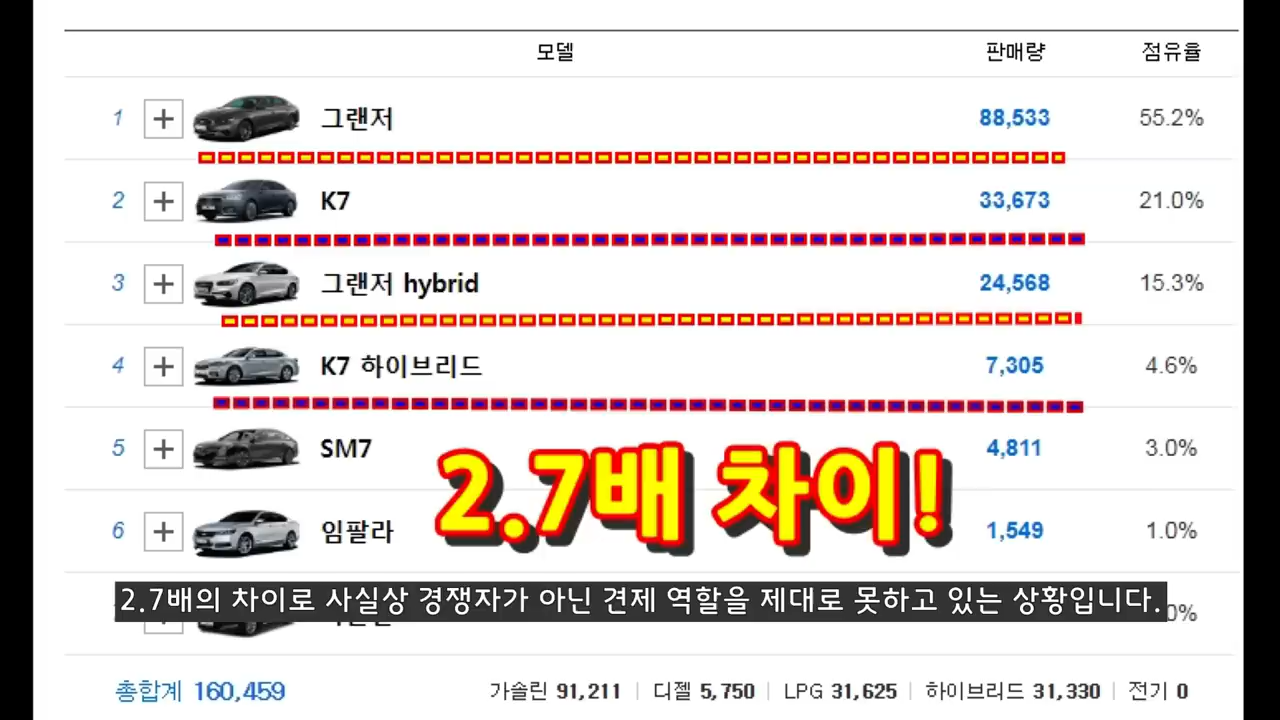 모델 판매량 점유율
1 그랜저 88,533 55.2%
2 K7 33,673 21.0%
3 그랜저 hybrid 24,568 15.3%
4 K7 하이브리드 7,305 4.6%
5 SM7 4,811 3.0%
6 임팔라 1,549 1.0%
2.7배 차이!
2.7배의 차이로 사실상 경쟁자가 아닌 견제 역할을 제대로 못하고 있는 상황입니다.
총합계 160,459 가솔린 91,211 디젤 5,750 LPG 31,625 하이브리드 31,330 전기 0